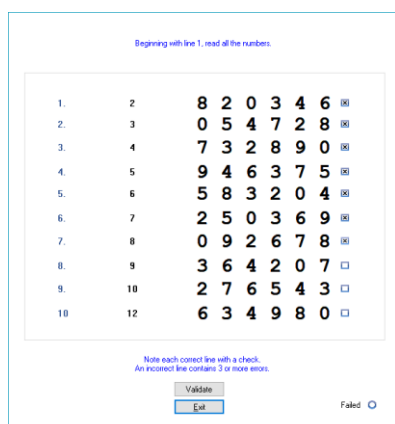 Beginning with line 1, read all the numbers.
1. 2 8 2 0 3 4 6
2. 3 0 5 4 7 2 8
3. 4 7 3 2 8 9 0
4. 5 9 4 6 3 7 5
5. 6 5 8 3 2 0 4
6. 7 2 5 0 3 6 9
7. 8 0 9 2 6 7 8
8. 9 3 6 4 2 0 7
9. 10 2 7 6 5 4 3
10 12 6 3 4 9 8 0
Note each correct line with a check.
An incorrect line contains 3 or more errors.
Validate
Exit
Failed